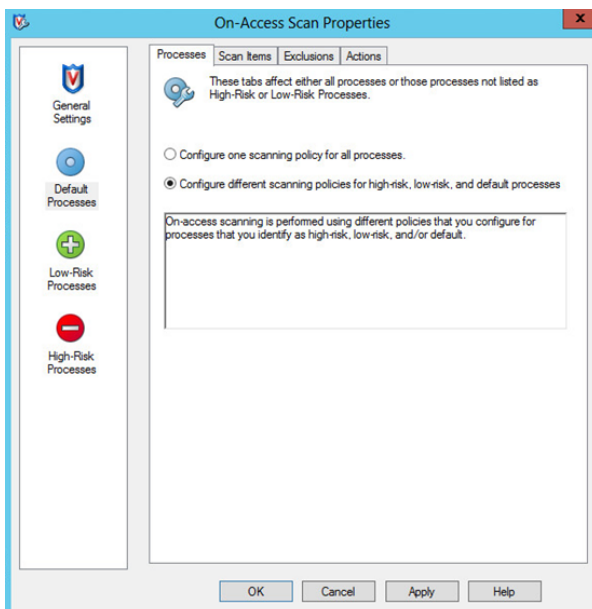 On-Access Scan Properties
x
General
Settings
Default
Processes
Low-Risk
Processes
High-Risk
Processes
Processes Scan Items Exclusions Actions
These tabs affect either all processes or those processes not listed as
High-Risk or Low-Risk Processes.
Configure one scanning policy for all processes.
Configure different scanning policies for high-risk, low-risk, and default processes
On-access scanning is performed using different policies that you configure for
processes that you identify as high-risk, low-risk, and/or default.
OK Cancel Apply Help